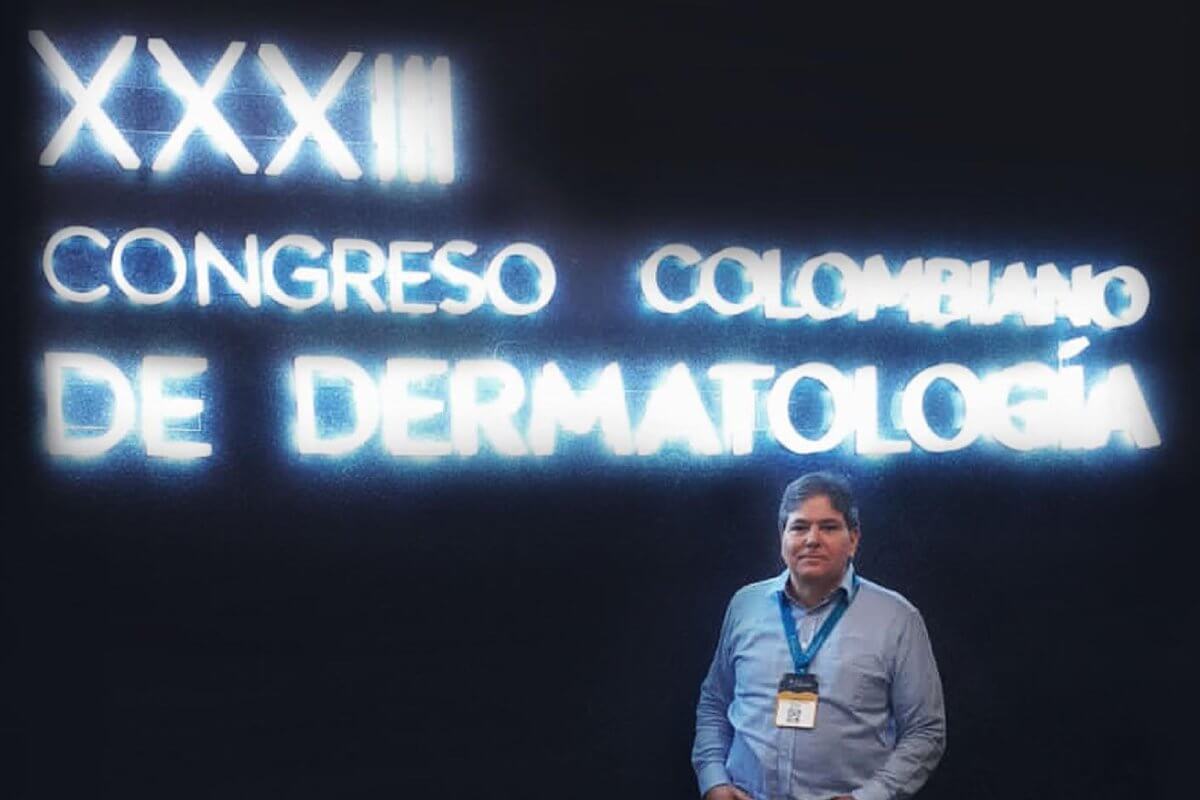 XXXIII
CONGRESO COLOMBIANO
DE DERMATOLOGÍA